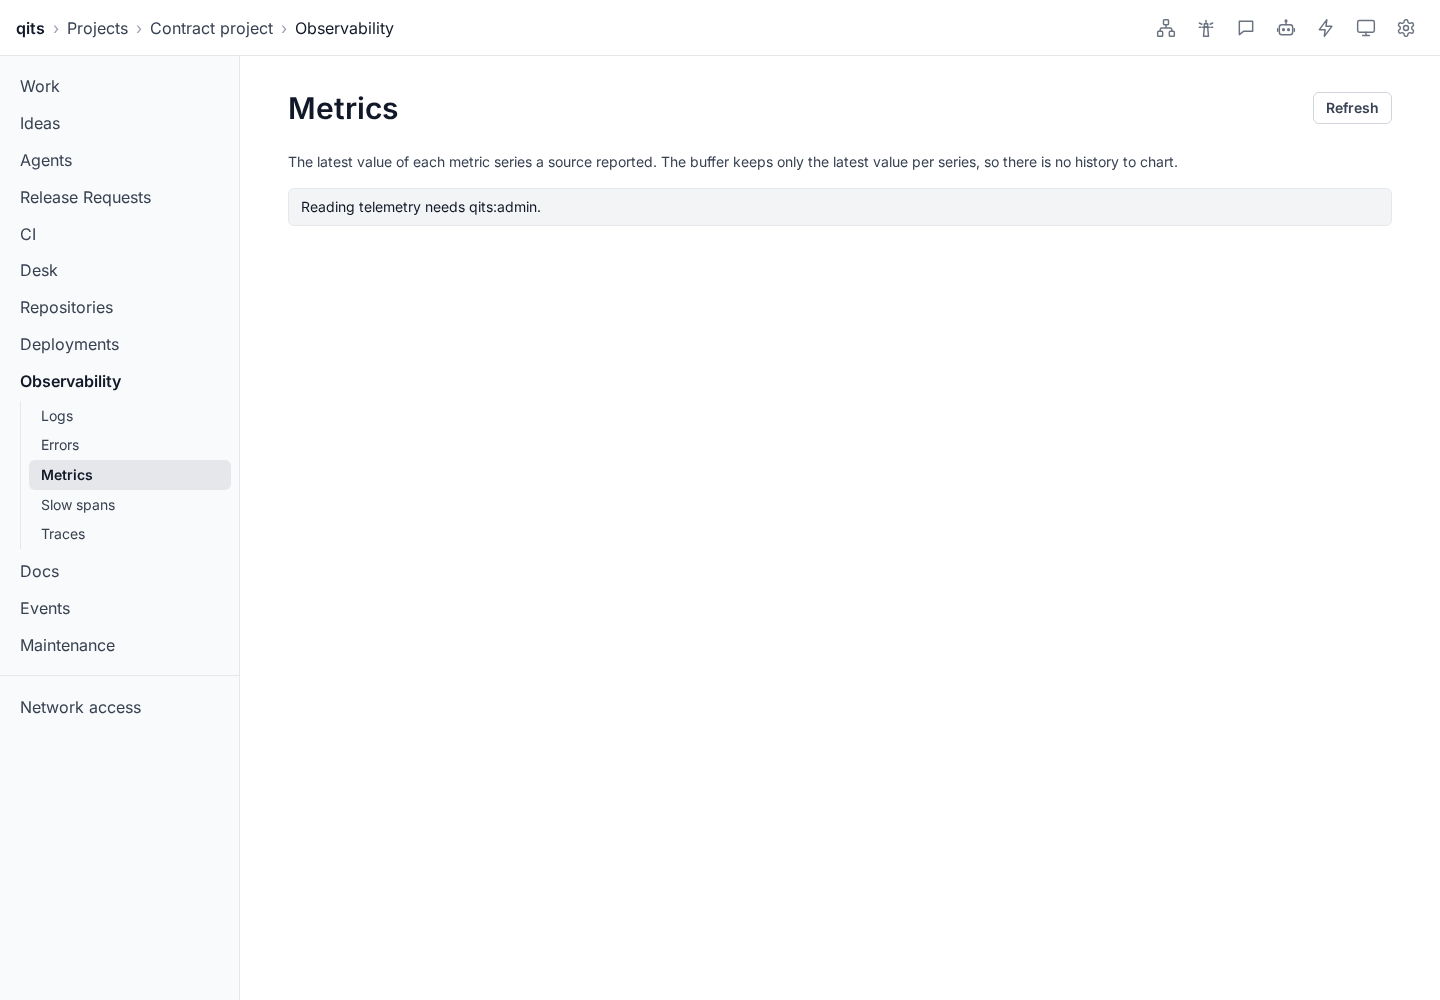 qits › Projects › Contract project › Observability
Work
Ideas
Agents
Release Requests
CI
Desk
Repositories
Deployments
Observability
Logs
Errors
Metrics
Slow spans
Traces
Docs
Events
Maintenance
Network access
Metrics
Refresh
The latest value of each metric series a source reported. The buffer keeps only the latest value per series, so there is no history to chart.
Reading telemetry needs qits:admin.